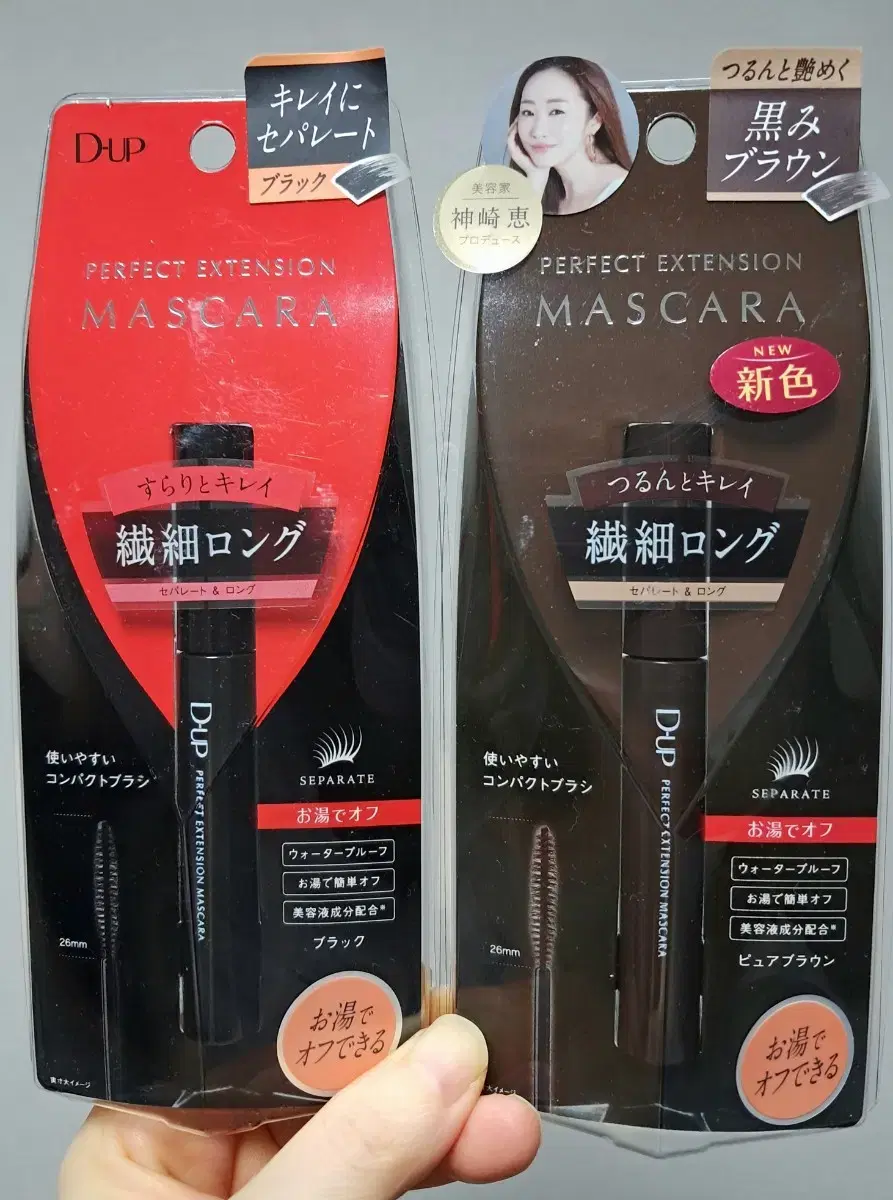 D-UP
キレイに
セパレート
ブラック
PERFECT EXTENSION
MASCARA
すらりとキレイ
繊細ロング
セパレート & ロング
使いやすい
コンパクトブラシ
26mm
実寸大イメージ
D-UP
PERFECT EXTENSION MASCARA
SEPARATE
お湯でオフ
ウォータープルーフ
お湯で簡単オフ
美容液成分配合*
ブラック
お湯で
オフできる
美容家
神崎 恵
プロデュース
つるんと艶めく
黒み
ブラウン
PERFECT EXTENSION
MASCARA
NEW
新色
つるんとキレイ
繊細ロング
セパレート & ロング
使いやすい
コンパクトブラシ
26mm
D-UP
PERFECT EXTENSION MASCARA
SEPARATE
お湯でオフ
ウォータープルーフ
お湯で簡単オフ
美容液成分配合*
ピュアブラウン
お湯で
オフできる